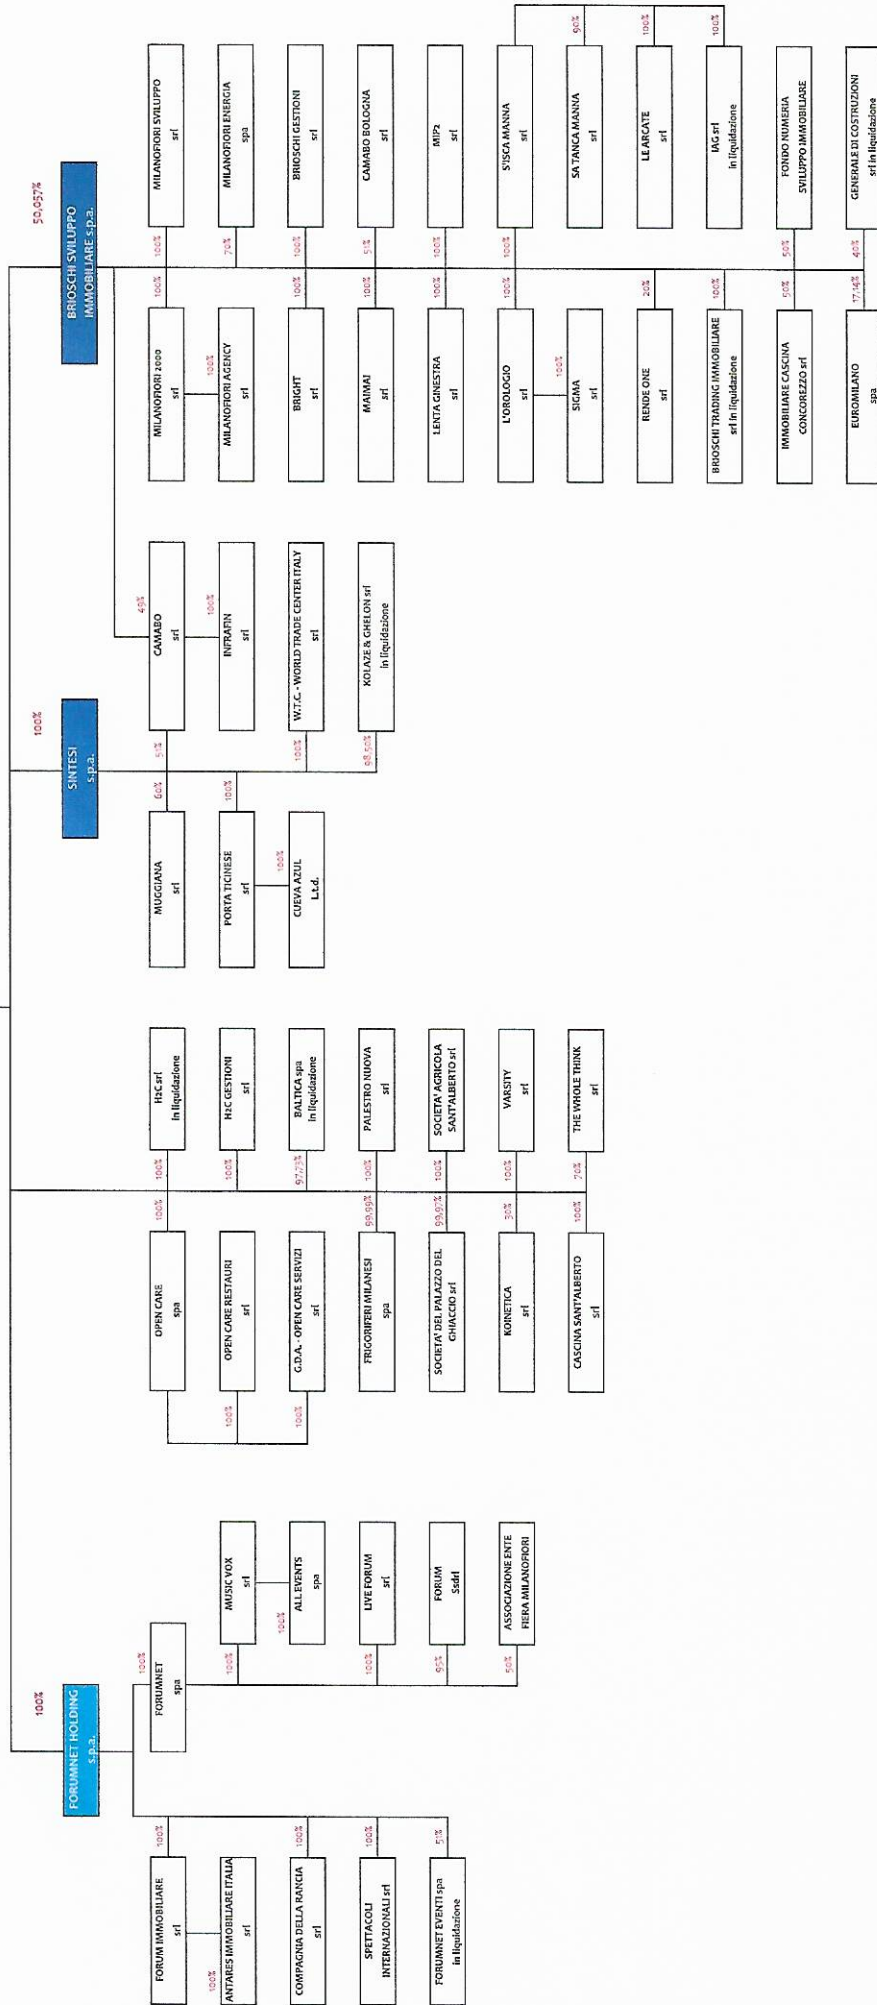 100%
FORUMNET HOLDING
s.p.a.
100%
FORUM IMMOBILIARE
srl
100%
ANTARES IMMOBILIARE ITALIA
srl
100%
COMPAGNIA DELLA RANCIA
srl
100%
SPETTACOLI
INTERNAZIONALI srl
51%
FORUMNET EVENTI spa
in liquidazione
100%
FORUMNET
spa
100%
MUSIC VOX
srl
100%
ALL EVENTS
spa
100%
LIVE FORUM
srl
95%
FORUM
Ssdrl
50%
ASSOCIAZIONE ENTE
FIERA MILANOFIORI
100%
OPEN CARE
spa
100%
OPEN CARE RESTAURI
srl
100%
G.D.A. - OPEN CARE SERVIZI
srl
99,99%
FRIGORIFERI MILANESI
spa
99,97%
SOCIETA' DEL PALAZZO DEL
GHIACCIO srl
30%
KOINETICA
srl
100%
CASCINA SANT'ALBERTO
srl
100%
H2C srl
in liquidazione
100%
H2C GESTIONI
srl
97,73%
BALTICA spa
in liquidazione
100%
PALESTRO NUOVA
srl
100%
SOCIETA' AGRICOLA
SANT'ALBERTO srl
100%
VARSITY
srl
70%
THE WHOLE THINK
srl
100%
SINTESI
s.p.a.
60%
MUGGIANA
srl
100%
PORTA TICINESE
srl
100%
CUEVA AZUL
L.t.d.
51%
49%
CAMABO
srl
100%
INFRAFIN
srl
100%
W.T.C. - WORLD TRADE CENTER ITALY
srl
98,50%
KOLAZE & GHELON srl
in liquidazione
50,057%
BRIOSCHI SVILUPPO
IMMOBILIARE s.p.a.
100%
MILANOFIORI 2000
srl
100%
MILANOFIORI AGENCY
srl
100%
BRIGHT
srl
100%
MAIMAI
srl
100%
LENTA GINESTRA
srl
100%
L'OROLOGIO
srl
100%
SIGMA
srl
20%
RENDE ONE
srl
100%
BRIOSCHI TRADING IMMOBILIARE
srl in liquidazione
50%
IMMOBILIARE CASCINA
CONCOREZZO srl
17,14%
EUROMILANO
spa
100%
MILANOFIORI SVILUPPO
srl
70%
MILANOFIORI ENERGIA
spa
100%
BRIOSCHI GESTIONI
srl
51%
CAMABO BOLOGNA
srl
100%
MIP2
srl
100%
S'ISCA MANNA
srl
90%
SA TANCA MANNA
srl
100%
LE ARCATE
srl
100%
IAG srl
in liquidazione
50%
FONDO NUMERIA
SVILUPPO IMMOBILIARE
40%
GENERALE DI COSTRUZIONI
srl in liquidazione